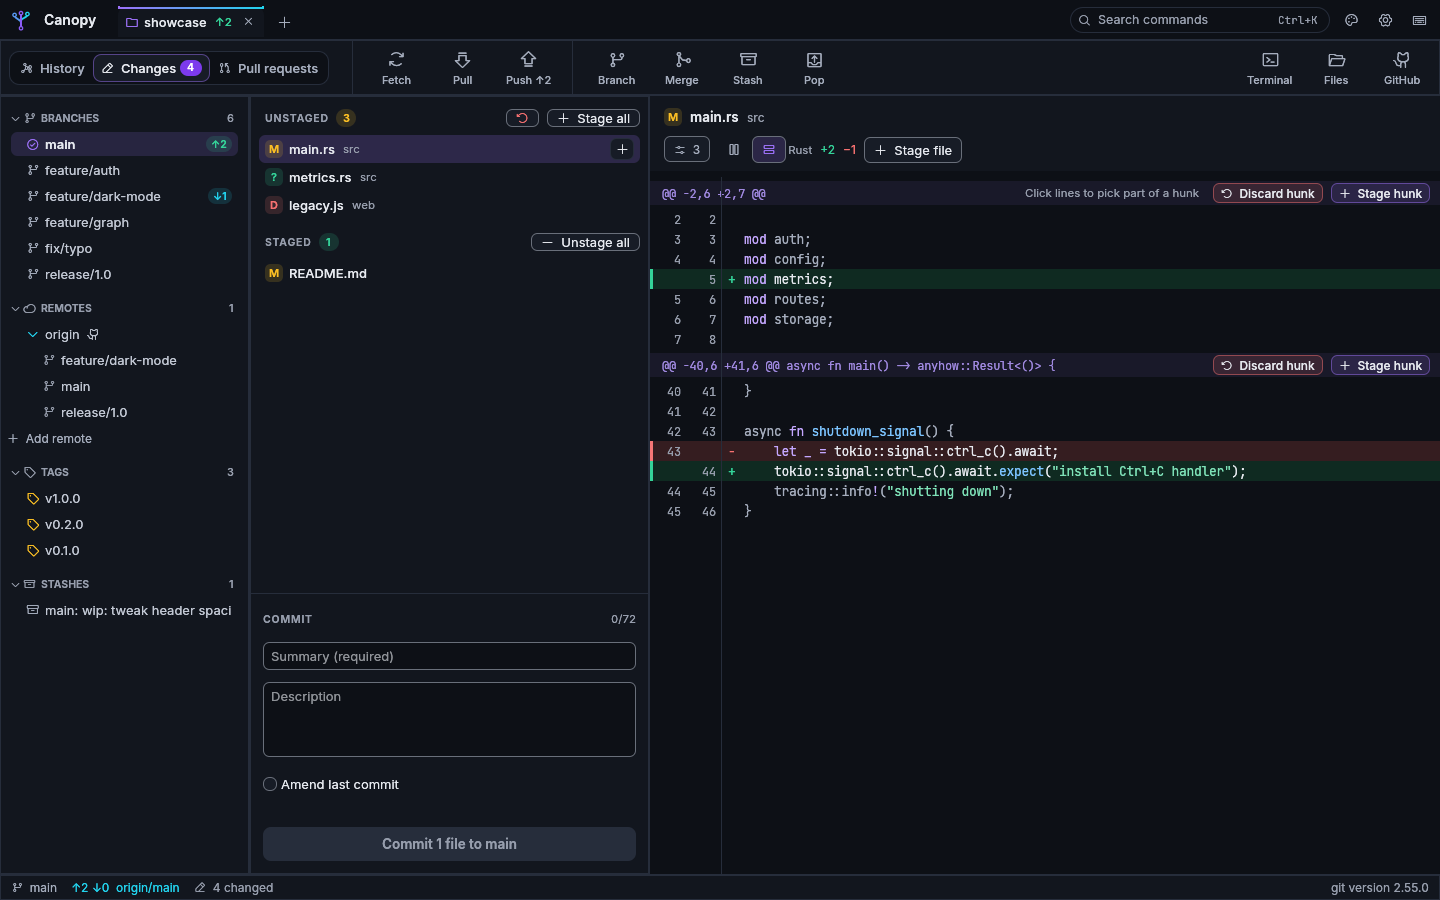 Canopy
showcase ↑2 ×
+
Search commands Ctrl+K
History
Changes 4
Pull requests
Fetch
Pull
Push ↑2
Branch
Merge
Stash
Pop
Terminal
Files
GitHub
BRANCHES 6
main ↑2
feature/auth
feature/dark-mode ↓1
feature/graph
fix/typo
release/1.0
REMOTES 1
origin
feature/dark-mode
main
release/1.0
+ Add remote
TAGS 3
v1.0.0
v0.2.0
v0.1.0
STASHES 1
main: wip: tweak header spaci
UNSTAGED 3
+ Stage all
M main.rs src +
? metrics.rs src
D legacy.js web
STAGED 1
− Unstage all
M README.md
COMMIT 0/72
Summary (required)
Description
Amend last commit
Commit 1 file to main
M main.rs src
3
Rust +2 −1
+ Stage file
@@ -2,6 +2,7 @@ Click lines to pick part of a hunk Discard hunk + Stage hunk
2 2
3 3 mod auth;
4 4 mod config;
5 + mod metrics;
5 6 mod routes;
6 7 mod storage;
7 8
@@ -40,6 +41,6 @@ async fn main() -> anyhow::Result<()> { Discard hunk + Stage hunk
40 41 }
41 42
42 43 async fn shutdown_signal() {
43 - let _ = tokio::signal::ctrl_c().await;
44 + tokio::signal::ctrl_c().await.expect("install Ctrl+C handler");
44 45 tracing::info!("shutting down");
45 46 }
main ↑2 ↓0 origin/main 4 changed
git version 2.55.0